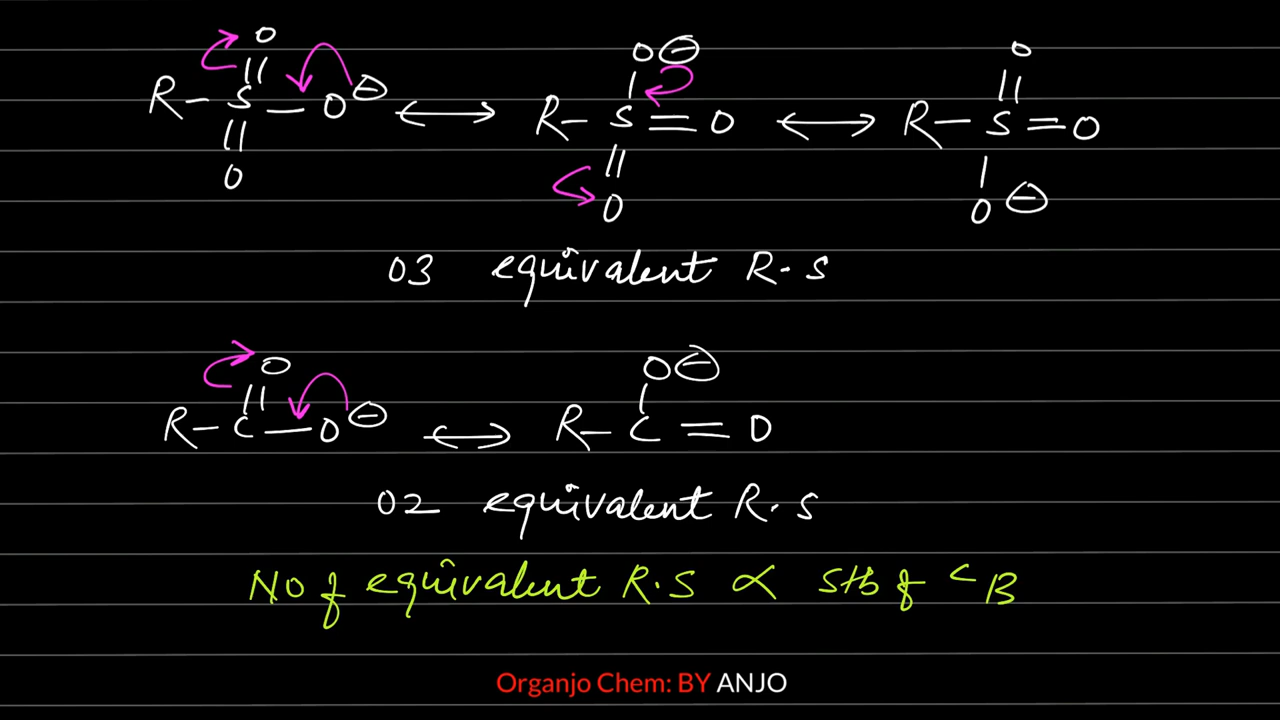 O O⊖ O
R–S–O⊖ ⟷ R–S=O ⟷ R–S=O
O O O⊖
03 equivalent R.S
O O⊖
R–C–O⊖ ⟷ R–C=O
02 equivalent R.S
No of equivalent R.S ∝ stb of CB
Organjo Chem: BY ANJO